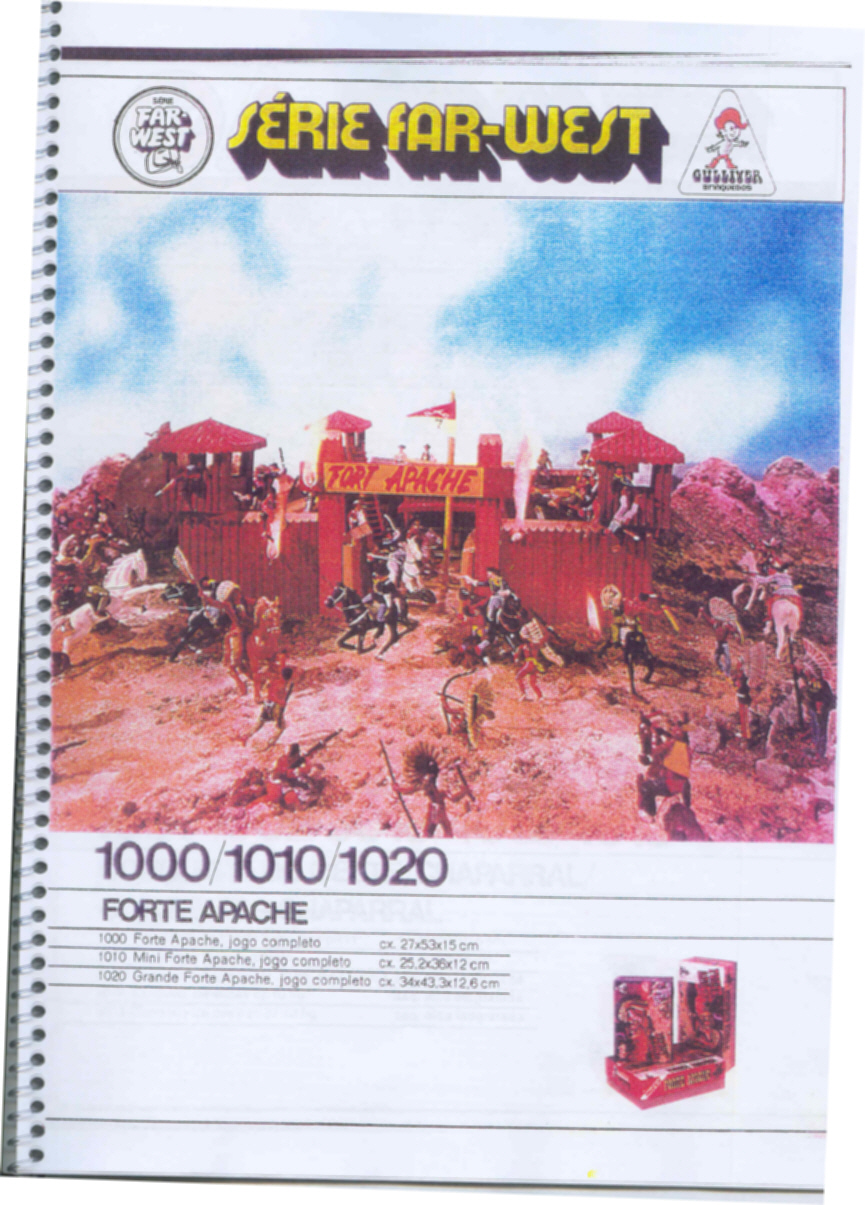 SÉRIE
FAR-
WEST
SÉRIE FAR-WEST
GULLIVER
BRINQUEDOS
FORT APACHE
1000/1010/1020
FORTE APACHE
1000 Forte Apache, jogo completo cx. 27x53x15 cm
1010 Mini Forte Apache, jogo completo cx. 25,2x36x12 cm
1020 Grande Forte Apache, jogo completo cx. 34x43,3x12,6 cm